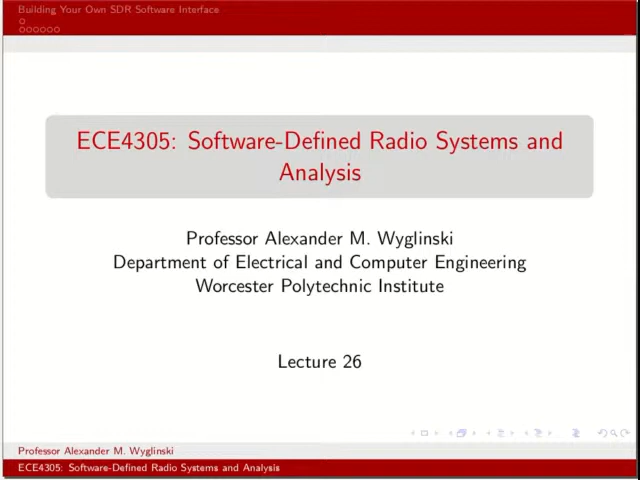 Building Your Own SDR Software Interface
ECE4305: Software-Defined Radio Systems and
Analysis
Professor Alexander M. Wyglinski
Department of Electrical and Computer Engineering
Worcester Polytechnic Institute
Lecture 26
Professor Alexander M. Wyglinski
ECE4305: Software-Defined Radio Systems and Analysis